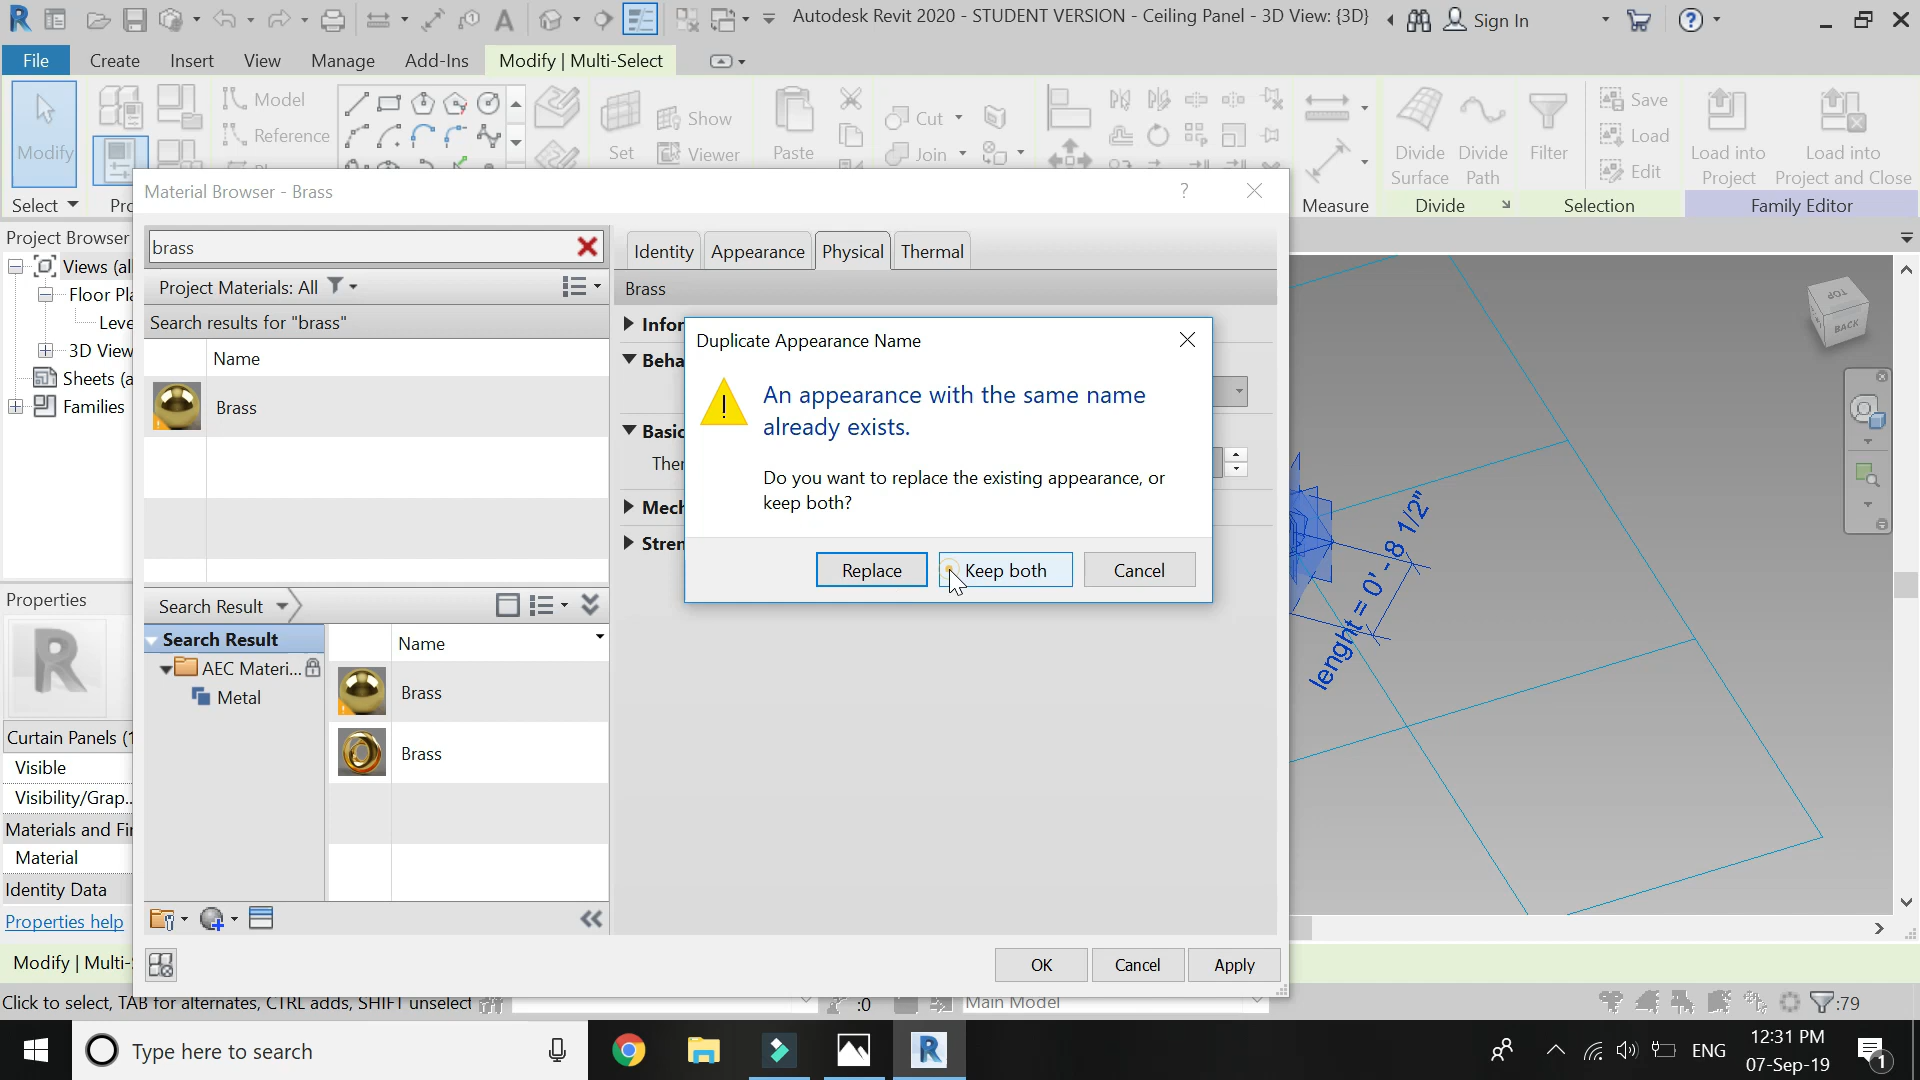 Autodesk Revit 2020 - STUDENT VERSION - Ceiling Panel - 3D View: {3D}
Sign In
File
Create
Insert
View
Manage
Add-Ins
Modify | Multi-Select
Modify
Model
Reference
Set
Show
Viewer
Paste
Cut
Join
Divide Surface
Divide Path
Filter
Save
Load
Edit
Load into Project
Load into Project and Close
Select
Measure
Divide
Selection
Family Editor
Project Browser
Views (all
Floor Pla
Leve
3D View
Sheets (a
Families
Properties
Curtain Panels (1
Visible
Visibility/Grap...
Materials and Fin
Material
Identity Data
Properties help
Material Browser - Brass
?
brass
Project Materials: All
Search results for "brass"
Name
Brass
Search Result
Search Result
AEC Materi...
Metal
Name
Brass
Brass
Identity
Appearance
Physical
Thermal
Brass
Infor
Beha
Basic
Ther
Mech
Stren
Duplicate Appearance Name
An appearance with the same name
already exists.
Do you want to replace the existing appearance, or
keep both?
Replace
Keep both
Cancel
OK
Cancel
Apply
lenght = 0' - 8 1/2"
TOP
BACK
Modify | Multi-S
Click to select, TAB for alternates, CTRL adds, SHIFT unselect
:0
Main Model
:79
Type here to search
ENG
12:31 PM
07-Sep-19
1